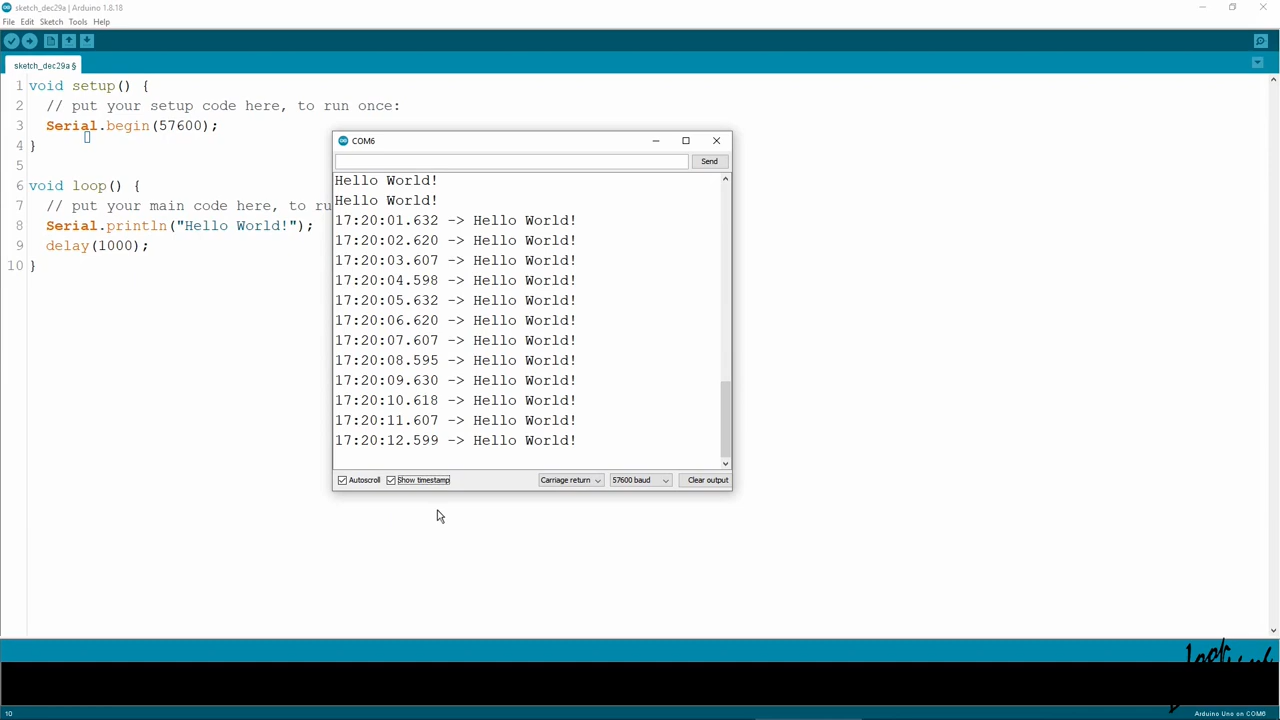 sketch_dec29a | Arduino 1.8.18
File Edit Sketch Tools Help
sketch_dec29a §
1 void setup() {
2 // put your setup code here, to run once:
3 Serial.begin(57600);
4 }
5
6 void loop() {
7 // put your main code here, to ru
8 Serial.println("Hello World!");
9 delay(1000);
10 }
COM6
Send
Hello World!
Hello World!
17:20:01.632 -> Hello World!
17:20:02.620 -> Hello World!
17:20:03.607 -> Hello World!
17:20:04.598 -> Hello World!
17:20:05.632 -> Hello World!
17:20:06.620 -> Hello World!
17:20:07.607 -> Hello World!
17:20:08.595 -> Hello World!
17:20:09.630 -> Hello World!
17:20:10.618 -> Hello World!
17:20:11.607 -> Hello World!
17:20:12.599 -> Hello World!
Autoscroll Show timestamp Carriage return 57600 baud Clear output
10 Arduino Uno on COM6